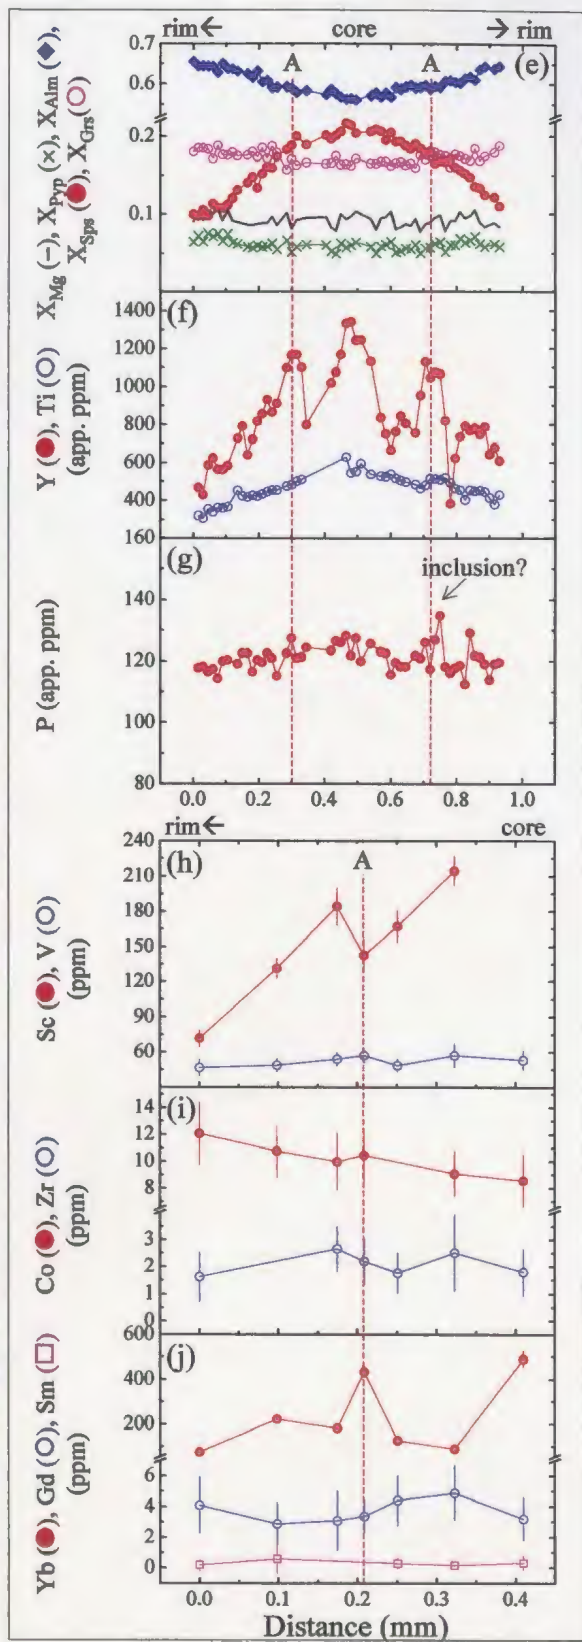 rim← core → rim
X_Mg (−), X_Pyp (×), X_Alm (◆),
X_Sps (●), X_Grs (○)
0.7
0.6
0.2
0.1
A A
(e)
Y (●), Ti (○)
(app. ppm)
1400
1200
1000
800
600
400
160
(f)
P (app. ppm)
140
120
100
80
(g)
inclusion?
0.0 0.2 0.4 0.6 0.8 1.0
rim← core
Sc (●), V (○)
(ppm)
240
210
180
150
120
90
60
(h)
A
Co (●), Zr (○)
(ppm)
14
12
10
8
3
2
1
0
(i)
Yb (●), Gd (○), Sm (□)
(ppm)
600
400
200
6
4
2
0
(j)
0.0 0.1 0.2 0.3 0.4
Distance (mm)